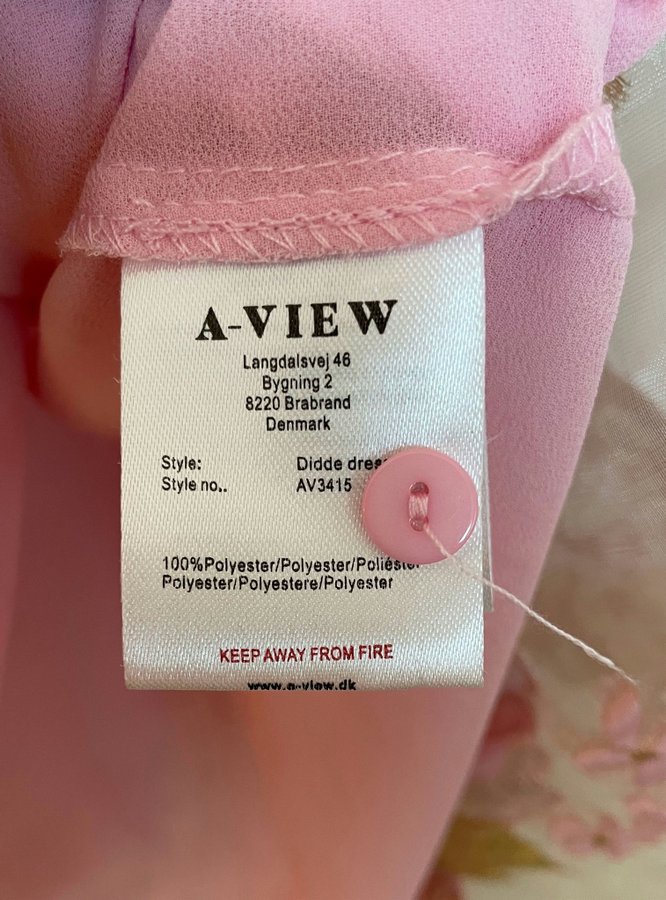 A-VIEW
Langdalsvej 46
Bygning 2
8220 Brabrand
Denmark
Style: Didde dress
Style no.. AV3415
100%Polyester/Polyester/Poliéster
Polyester/Polyestere/Polyester
KEEP AWAY FROM FIRE
www.a-view.dk